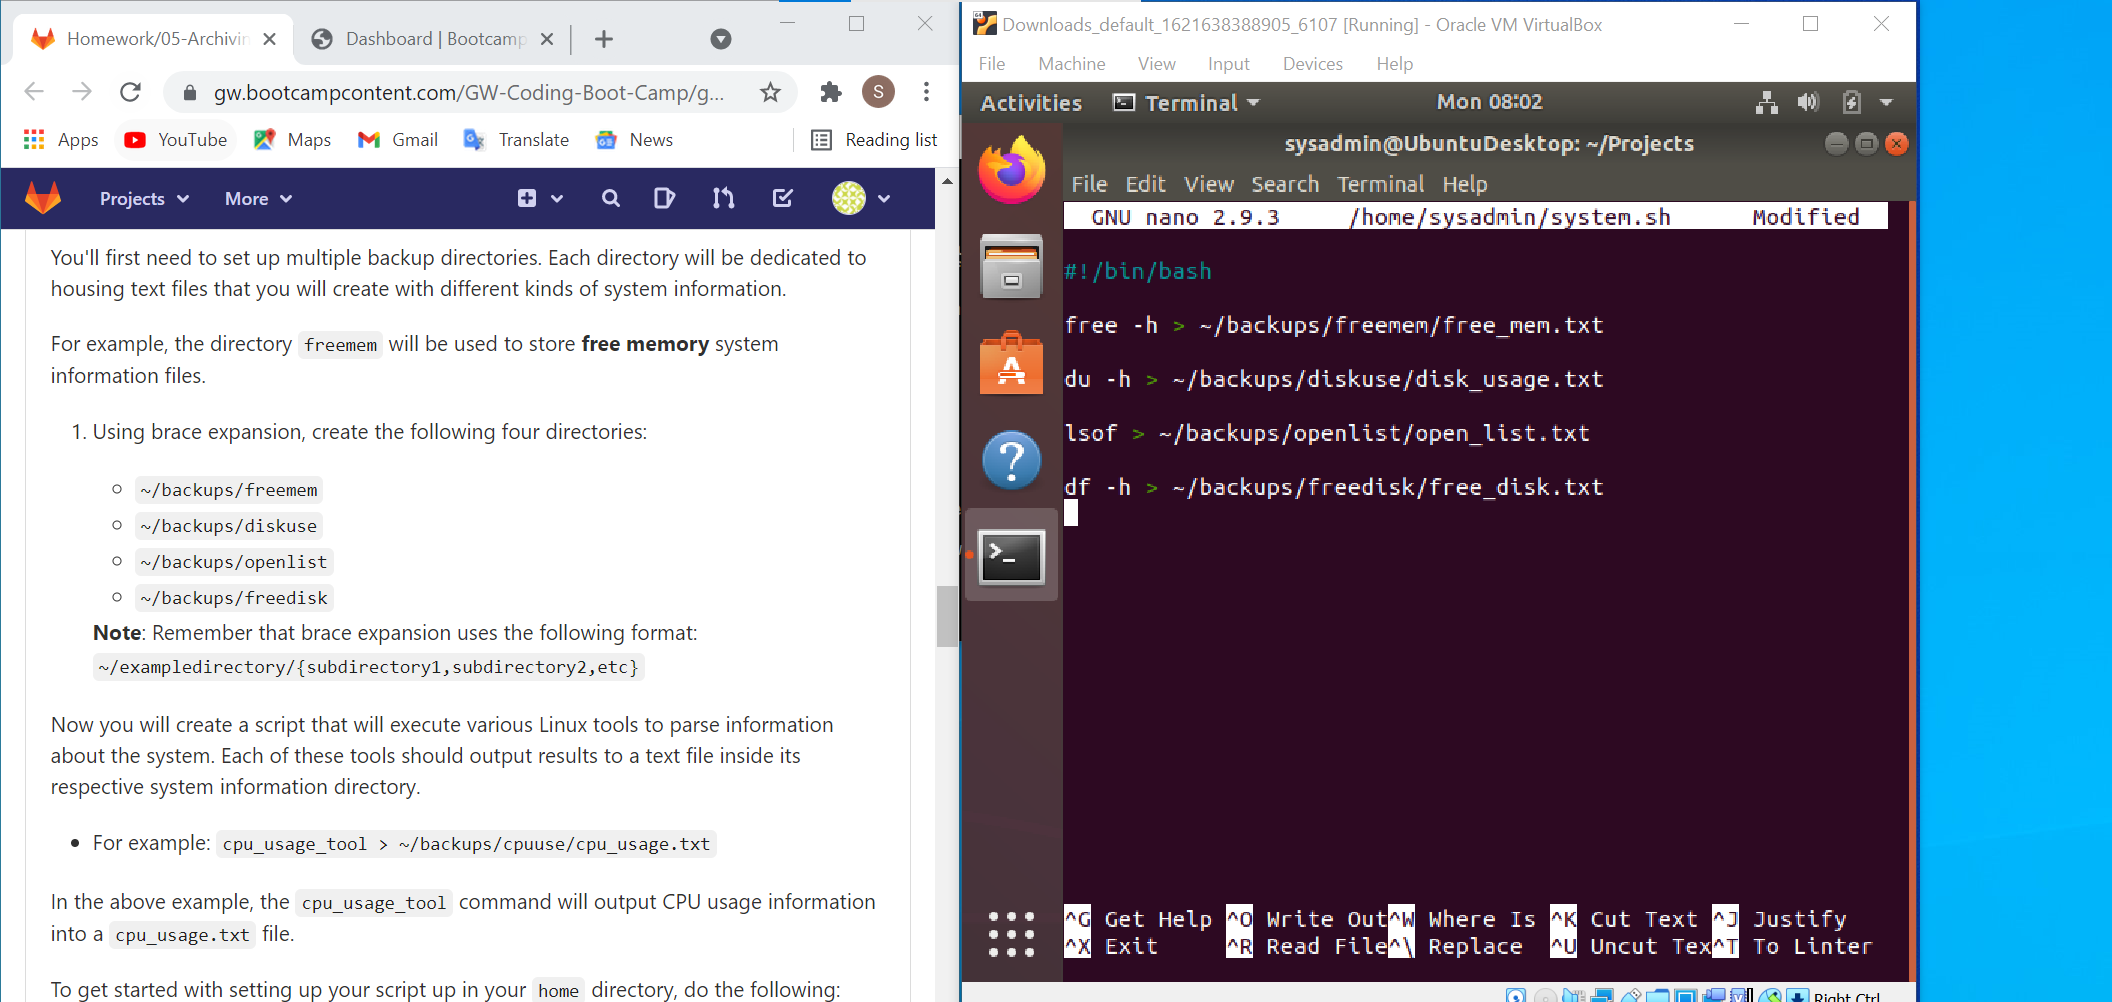 Homework/05-Archivin
Dashboard | Bootcamp
gw.bootcampcontent.com/GW-Coding-Boot-Camp/g...
S
Apps
YouTube
Maps
Gmail
Translate
News
Reading list
Projects
More
You'll first need to set up multiple backup directories. Each directory will be dedicated to
housing text files that you will create with different kinds of system information.
For example, the directory freemem will be used to store free memory system
information files.
1. Using brace expansion, create the following four directories:
~/backups/freemem
~/backups/diskuse
~/backups/openlist
~/backups/freedisk
Note: Remember that brace expansion uses the following format:
~/exampledirectory/{subdirectory1,subdirectory2,etc}
Now you will create a script that will execute various Linux tools to parse information
about the system. Each of these tools should output results to a text file inside its
respective system information directory.
For example: cpu_usage_tool > ~/backups/cpuuse/cpu_usage.txt
In the above example, the cpu_usage_tool command will output CPU usage information
into a cpu_usage.txt file.
To get started with setting up your script up in your home directory, do the following:
Downloads_default_1621638388905_6107 [Running] - Oracle VM VirtualBox
File Machine View Input Devices Help
Activities Terminal Mon 08:02
sysadmin@UbuntuDesktop: ~/Projects
File Edit View Search Terminal Help
GNU nano 2.9.3 /home/sysadmin/system.sh Modified
#!/bin/bash
free -h > ~/backups/freemem/free_mem.txt
du -h > ~/backups/diskuse/disk_usage.txt
lsof > ~/backups/openlist/open_list.txt
df -h > ~/backups/freedisk/free_disk.txt
^G Get Help ^O Write Out^W Where Is ^K Cut Text ^J Justify
^X Exit ^R Read File^\ Replace ^U Uncut Tex^T To Linter
Right Ctrl